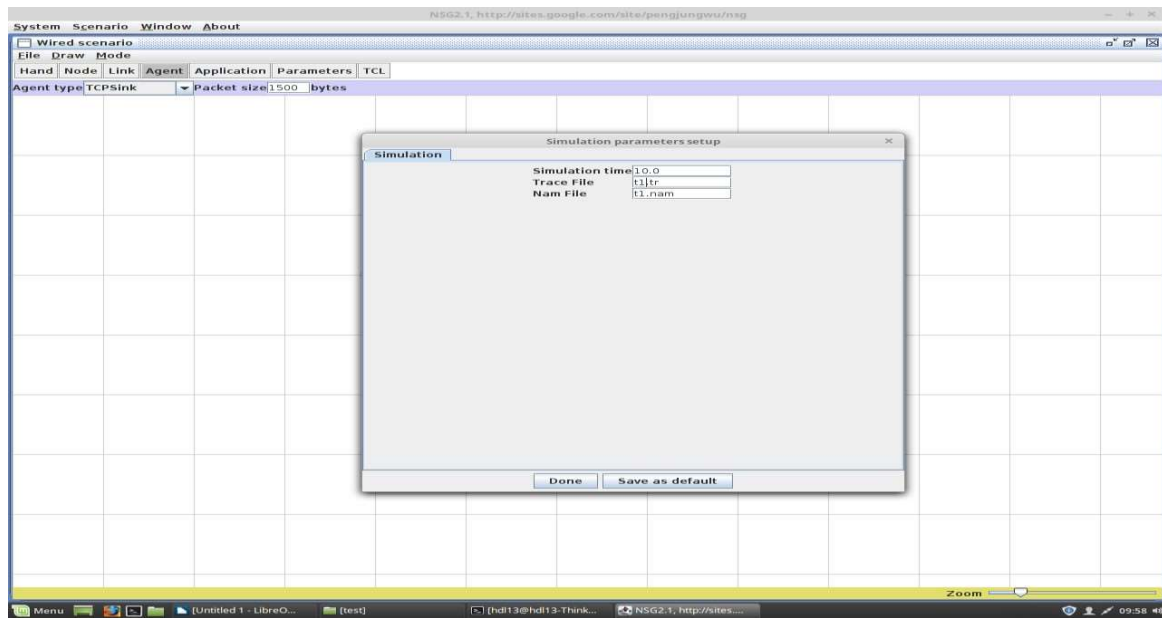 NSG2.1, http://sites.google.com/site/pengjungwu/nsg
System Scenario Window About
Wired scenario
File Draw Mode
Hand Node Link Agent Application Parameters TCL
Agent type TCPSink Packet size 1500 bytes
Simulation parameters setup
Simulation
Simulation time 10.0
Trace File t1.tr
Nam File t1.nam
Done Save as default
Zoom
Menu [Untitled 1 - LibreO... [test] [hdl13@hdl13-Think... NSG2.1, http://sites.... 09:58